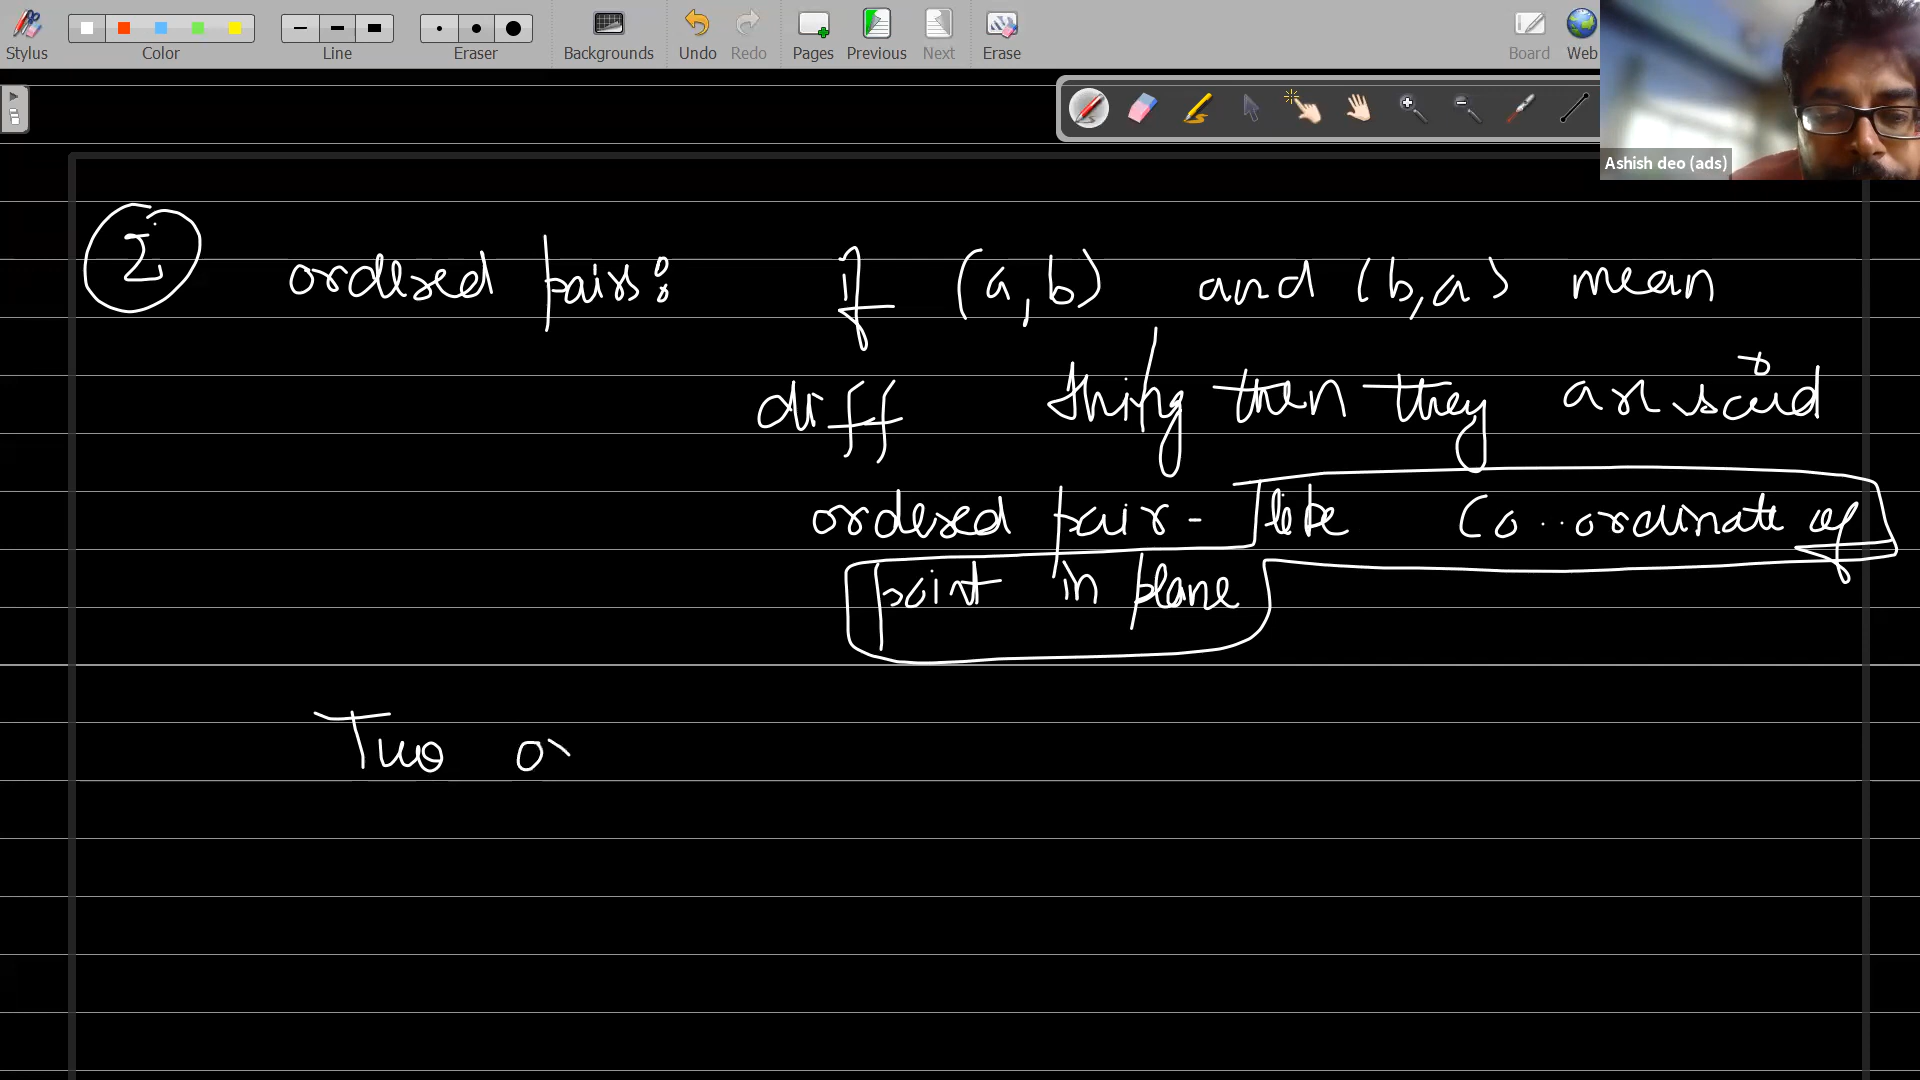 Stylus Color Line Eraser Backgrounds Undo Redo Pages Previous Next Erase Board Web
Ashish deo (ads)
2 ordered pairs: if (a,b) and (b,a) mean
diff thing then they are said
to
ordered pair - like Co..ordinate of
point in plane
Two or